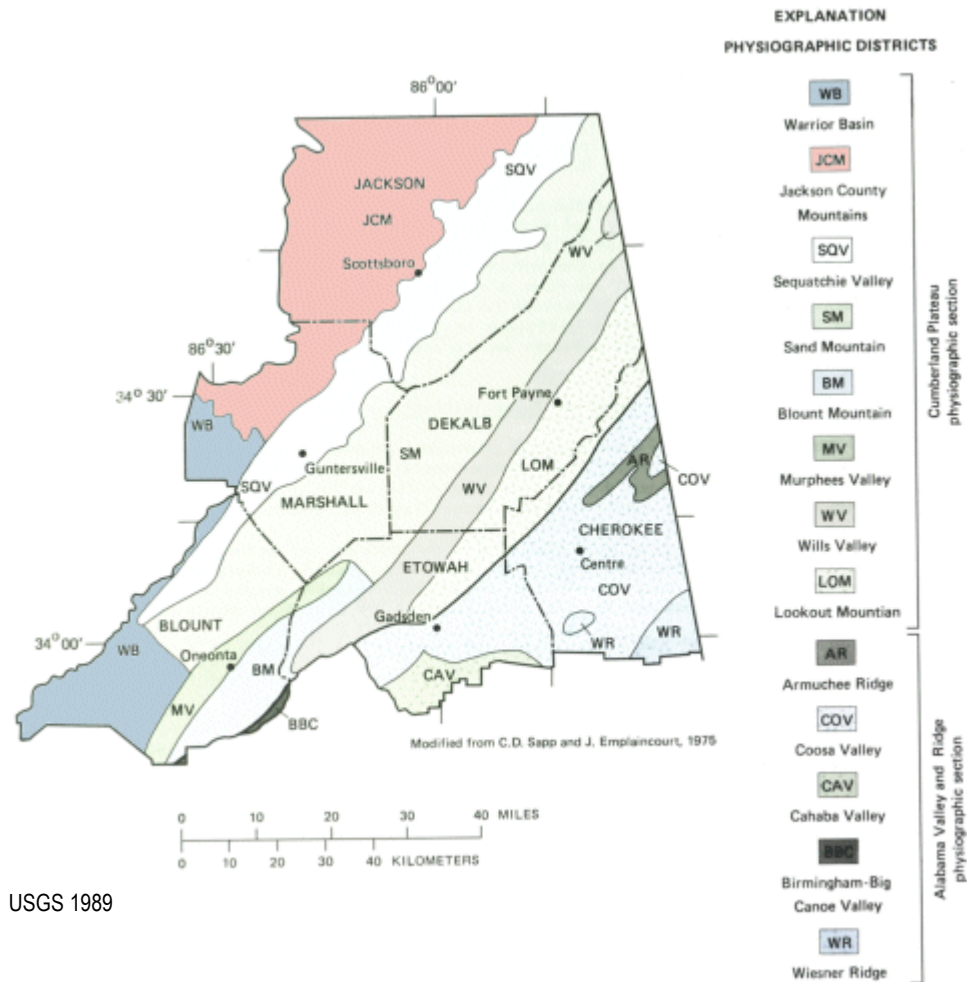 EXPLANATION
PHYSIOGRAPHIC DISTRICTS
WB
Warrior Basin
JCM
Jackson County
Mountains
SQV
Sequatchie Valley
SM
Sand Mountain
BM
Blount Mountain
MV
Murphees Valley
WV
Wills Valley
LOM
Lookout Mountian
AR
Armuchee Ridge
COV
Coosa Valley
CAV
Cahaba Valley
BBC
Birmingham-Big
Canoe Valley
WR
Wiesner Ridge
Cumberland Plateau
physiographic section
Alabama Valley and Ridge
physiographic section
86°00'
SQV
JACKSON
JCM
Scottsboro
WV
86°30'
34°30'
WB
Fort Payne
DEKALB
SM
Guntersville
LOM
AR
COV
SQV
MARSHALL
WV
CHEROKEE
Centre
ETOWAH
COV
Gadsden
BLOUNT
34°00'
WB
Oneonta
BM
WR
WR
CAV
MV
BBC
Modified from C.D. Sapp and J. Emplaincourt, 1975
0 10 20 30 40 MILES
0 10 20 30 40 KILOMETERS
USGS 1989